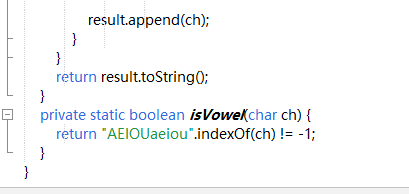 result.append(ch);
}
}
return result.toString();
}
private static boolean isVowel(char ch) {
return "AEIOUaeiou".indexOf(ch) != -1;
}
}